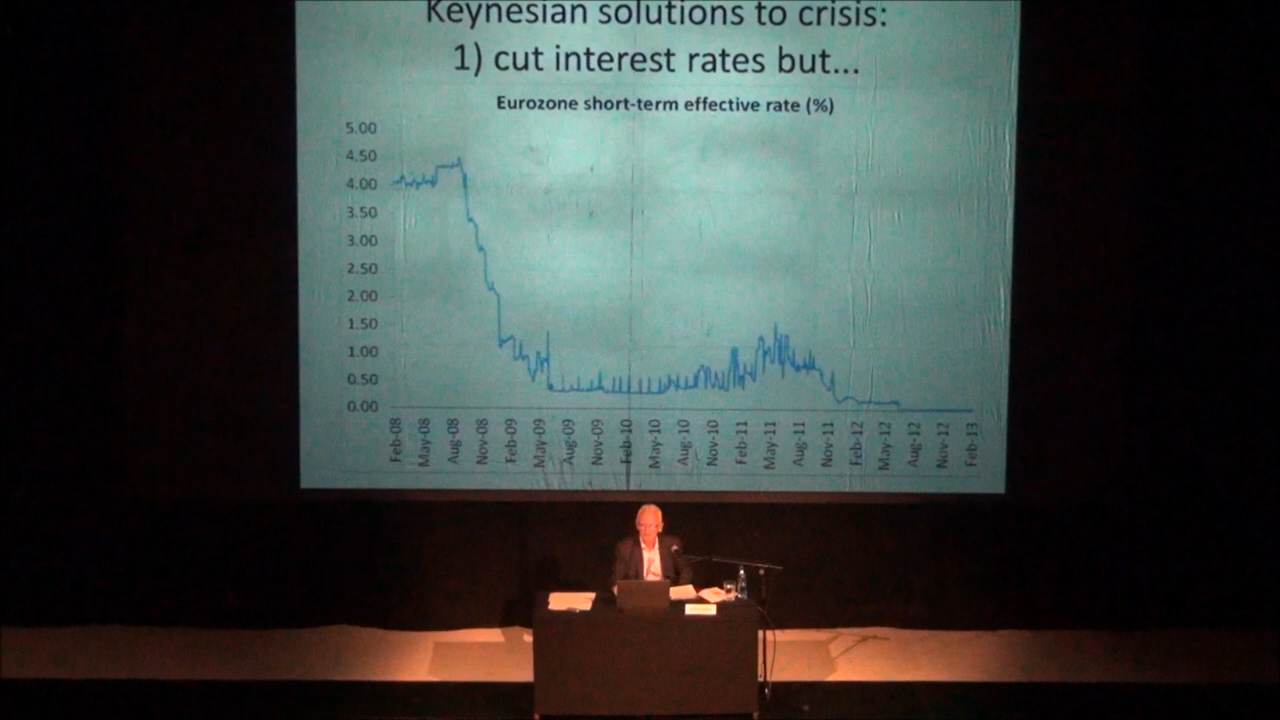 Keynesian solutions to crisis:
1) cut interest rates but...
Eurozone short-term effective rate (%)
5.00
4.50
4.00
3.50
3.00
2.50
2.00
1.50
1.00
0.50
0.00
Feb-08
May-08
Aug-08
Nov-08
Feb-09
May-09
Aug-09
Nov-09
Feb-10
May-10
Aug-10
Nov-10
Feb-11
May-11
Aug-11
Nov-11
Feb-12
May-12
Aug-12
Nov-12
Feb-13